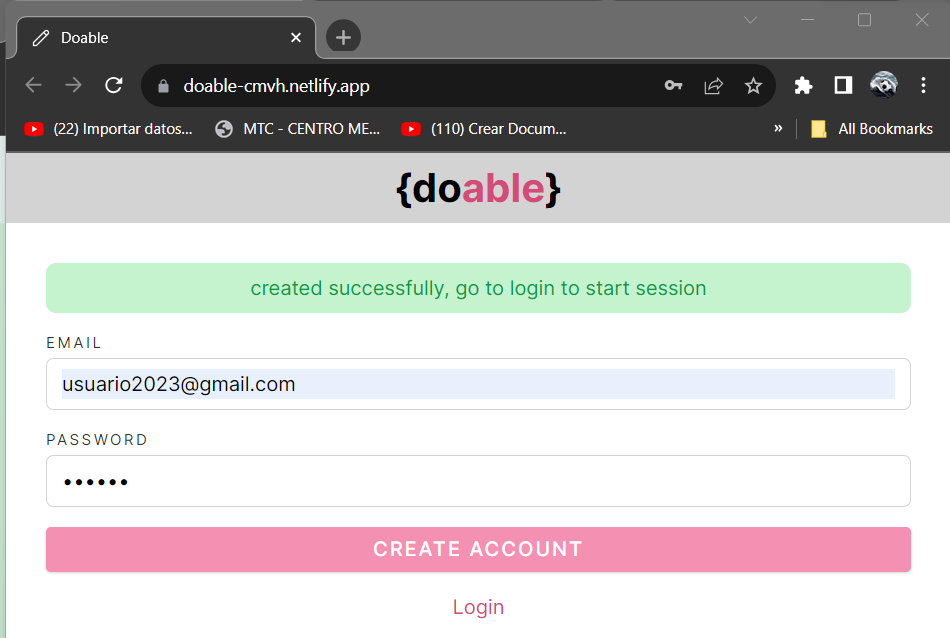 Doable
doable-cmvh.netlify.app
(22) Importar datos... MTC - CENTRO ME... (110) Crear Docum... » All Bookmarks
{doable}
created successfully, go to login to start session
EMAIL
usuario2023@gmail.com
PASSWORD
••••••
CREATE ACCOUNT
Login